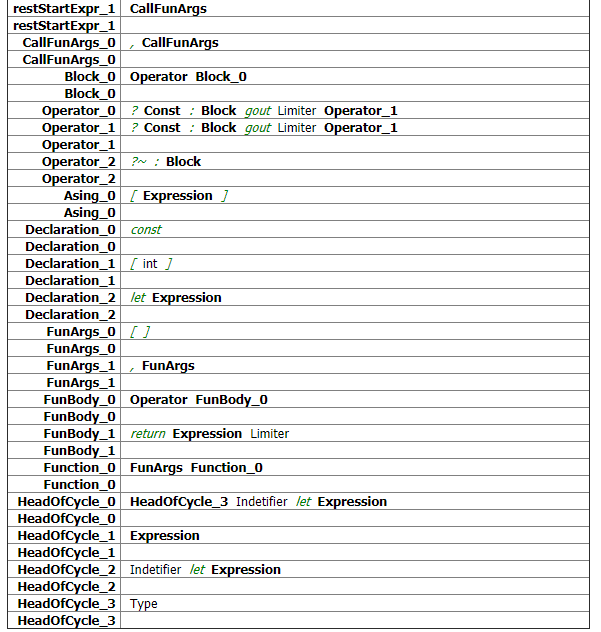 restStartExpr_1 CallFunArgs
restStartExpr_1
CallFunArgs_0 , CallFunArgs
CallFunArgs_0
Block_0 Operator Block_0
Block_0
Operator_0 ? Const : Block gout Limiter Operator_1
Operator_1 ? Const : Block gout Limiter Operator_1
Operator_1
Operator_2 ?~ : Block
Operator_2
Asing_0 [ Expression ]
Asing_0
Declaration_0 const
Declaration_0
Declaration_1 [ int ]
Declaration_1
Declaration_2 let Expression
Declaration_2
FunArgs_0 [ ]
FunArgs_0
FunArgs_1 , FunArgs
FunArgs_1
FunBody_0 Operator FunBody_0
FunBody_0
FunBody_1 return Expression Limiter
FunBody_1
Function_0 FunArgs Function_0
Function_0
HeadOfCycle_0 HeadOfCycle_3 Indetifier let Expression
HeadOfCycle_0
HeadOfCycle_1 Expression
HeadOfCycle_1
HeadOfCycle_2 Indetifier let Expression
HeadOfCycle_2
HeadOfCycle_3 Type
HeadOfCycle_3